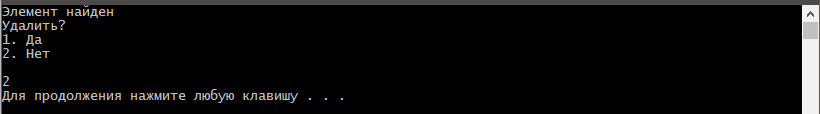 Элемент найден
Удалить?
1. Да
2. Нет
2
Для продолжения нажмите любую клавишу . . .